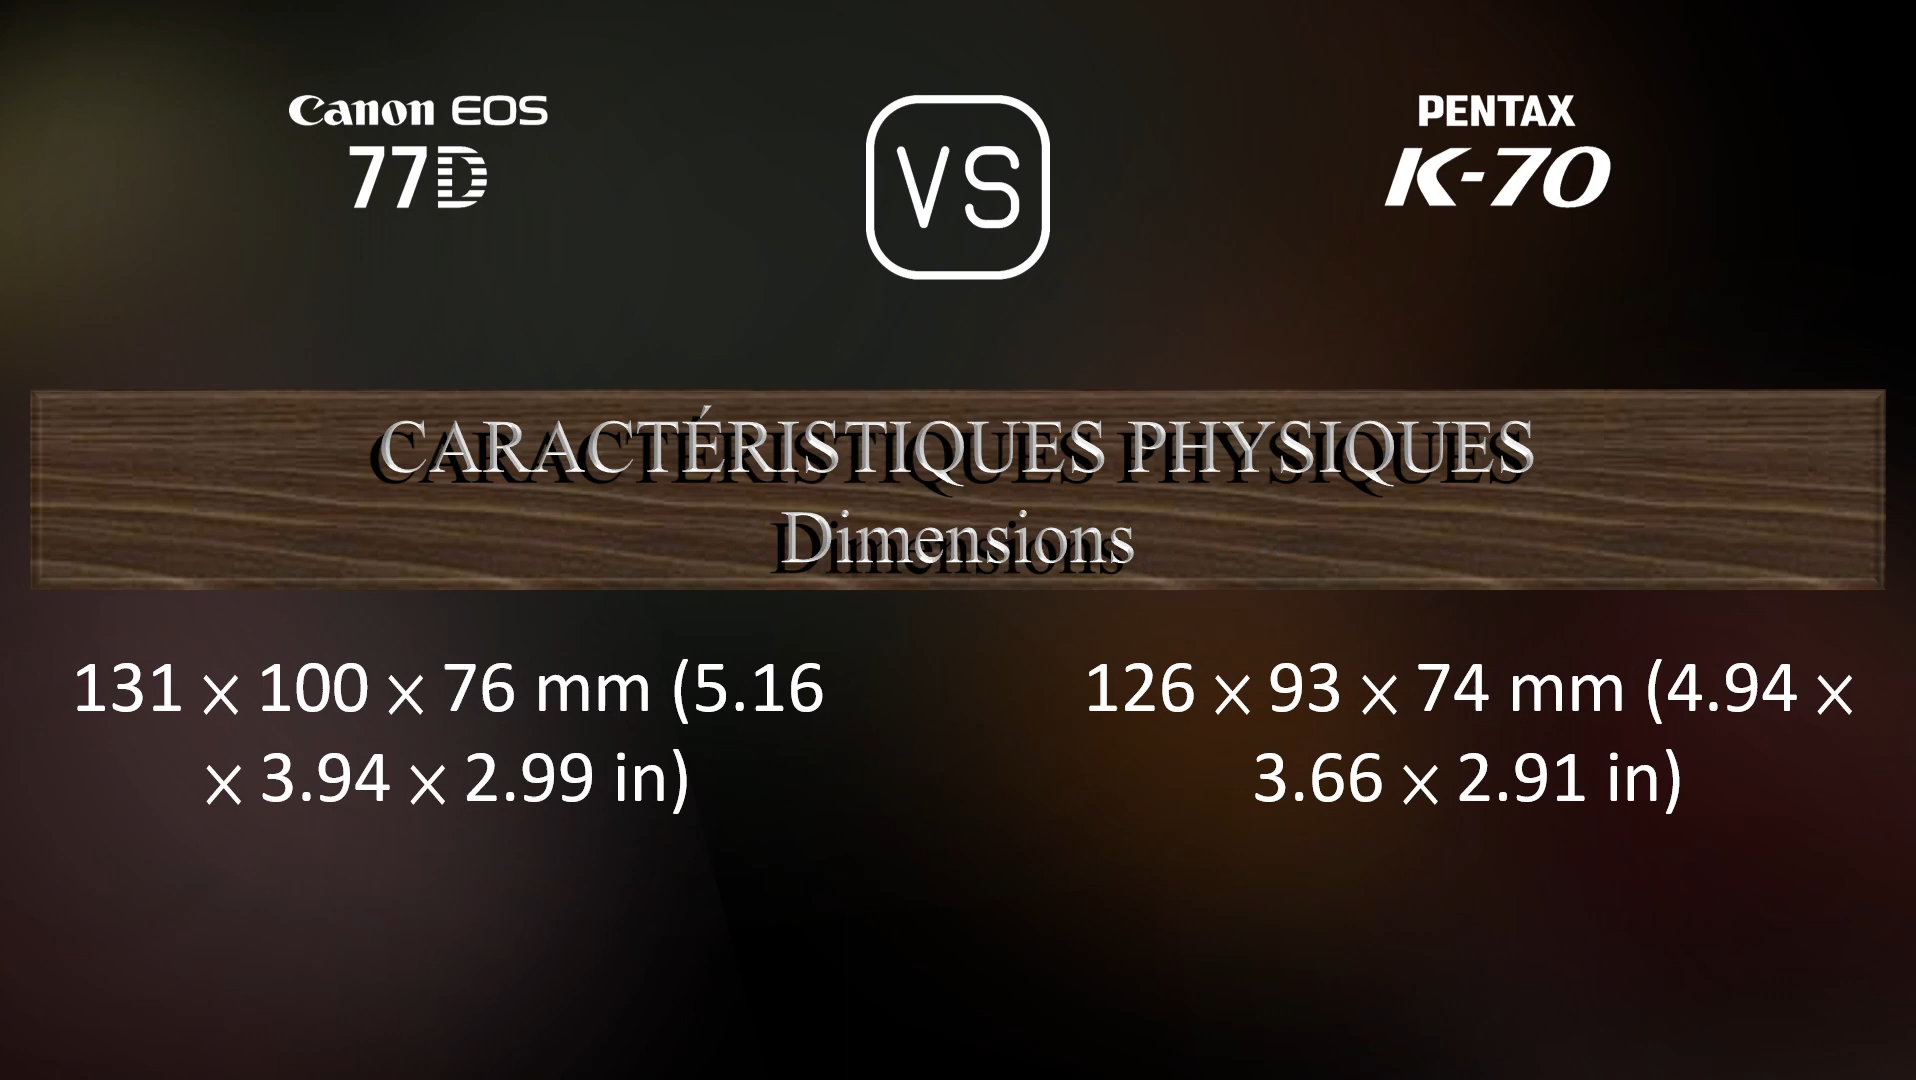 Canon EOS
77D
VS
PENTAX
K-70
CARACTÉRISTIQUES PHYSIQUES
Dimensions
131 x 100 x 76 mm (5.16
x 3.94 x 2.99 in)
126 x 93 x 74 mm (4.94 x
3.66 x 2.91 in)